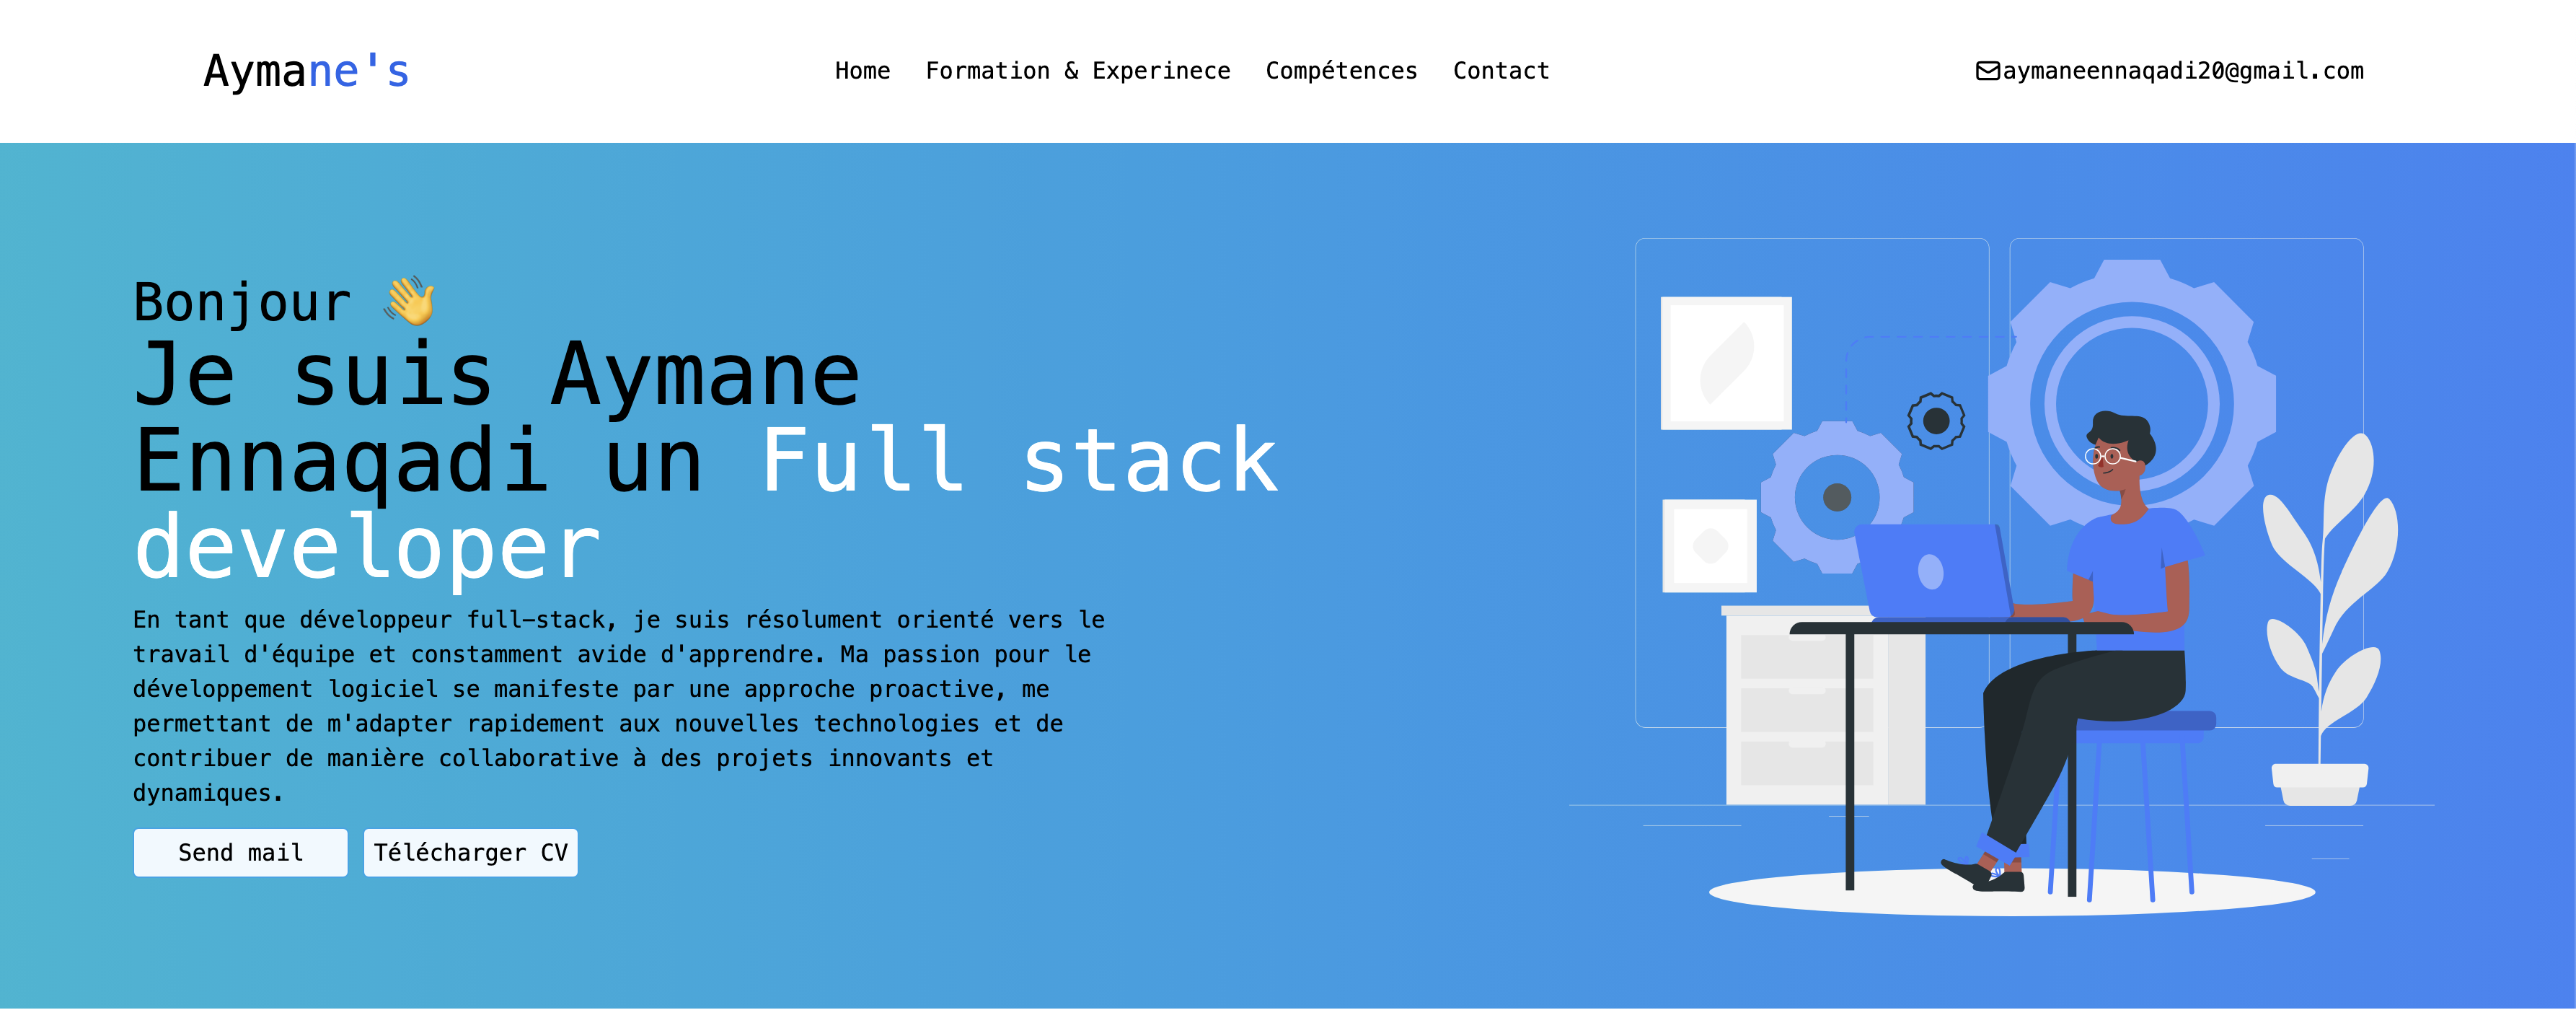 Aymane's
Home Formation & Experinece Compétences Contact
aymaneennaqadi20@gmail.com
Bonjour 👋
Je suis Aymane
Ennaqadi un Full stack
developer
En tant que développeur full-stack, je suis résolument orienté vers le
travail d'équipe et constamment avide d'apprendre. Ma passion pour le
développement logiciel se manifeste par une approche proactive, me
permettant de m'adapter rapidement aux nouvelles technologies et de
contribuer de manière collaborative à des projets innovants et
dynamiques.
Send mail
Télécharger CV